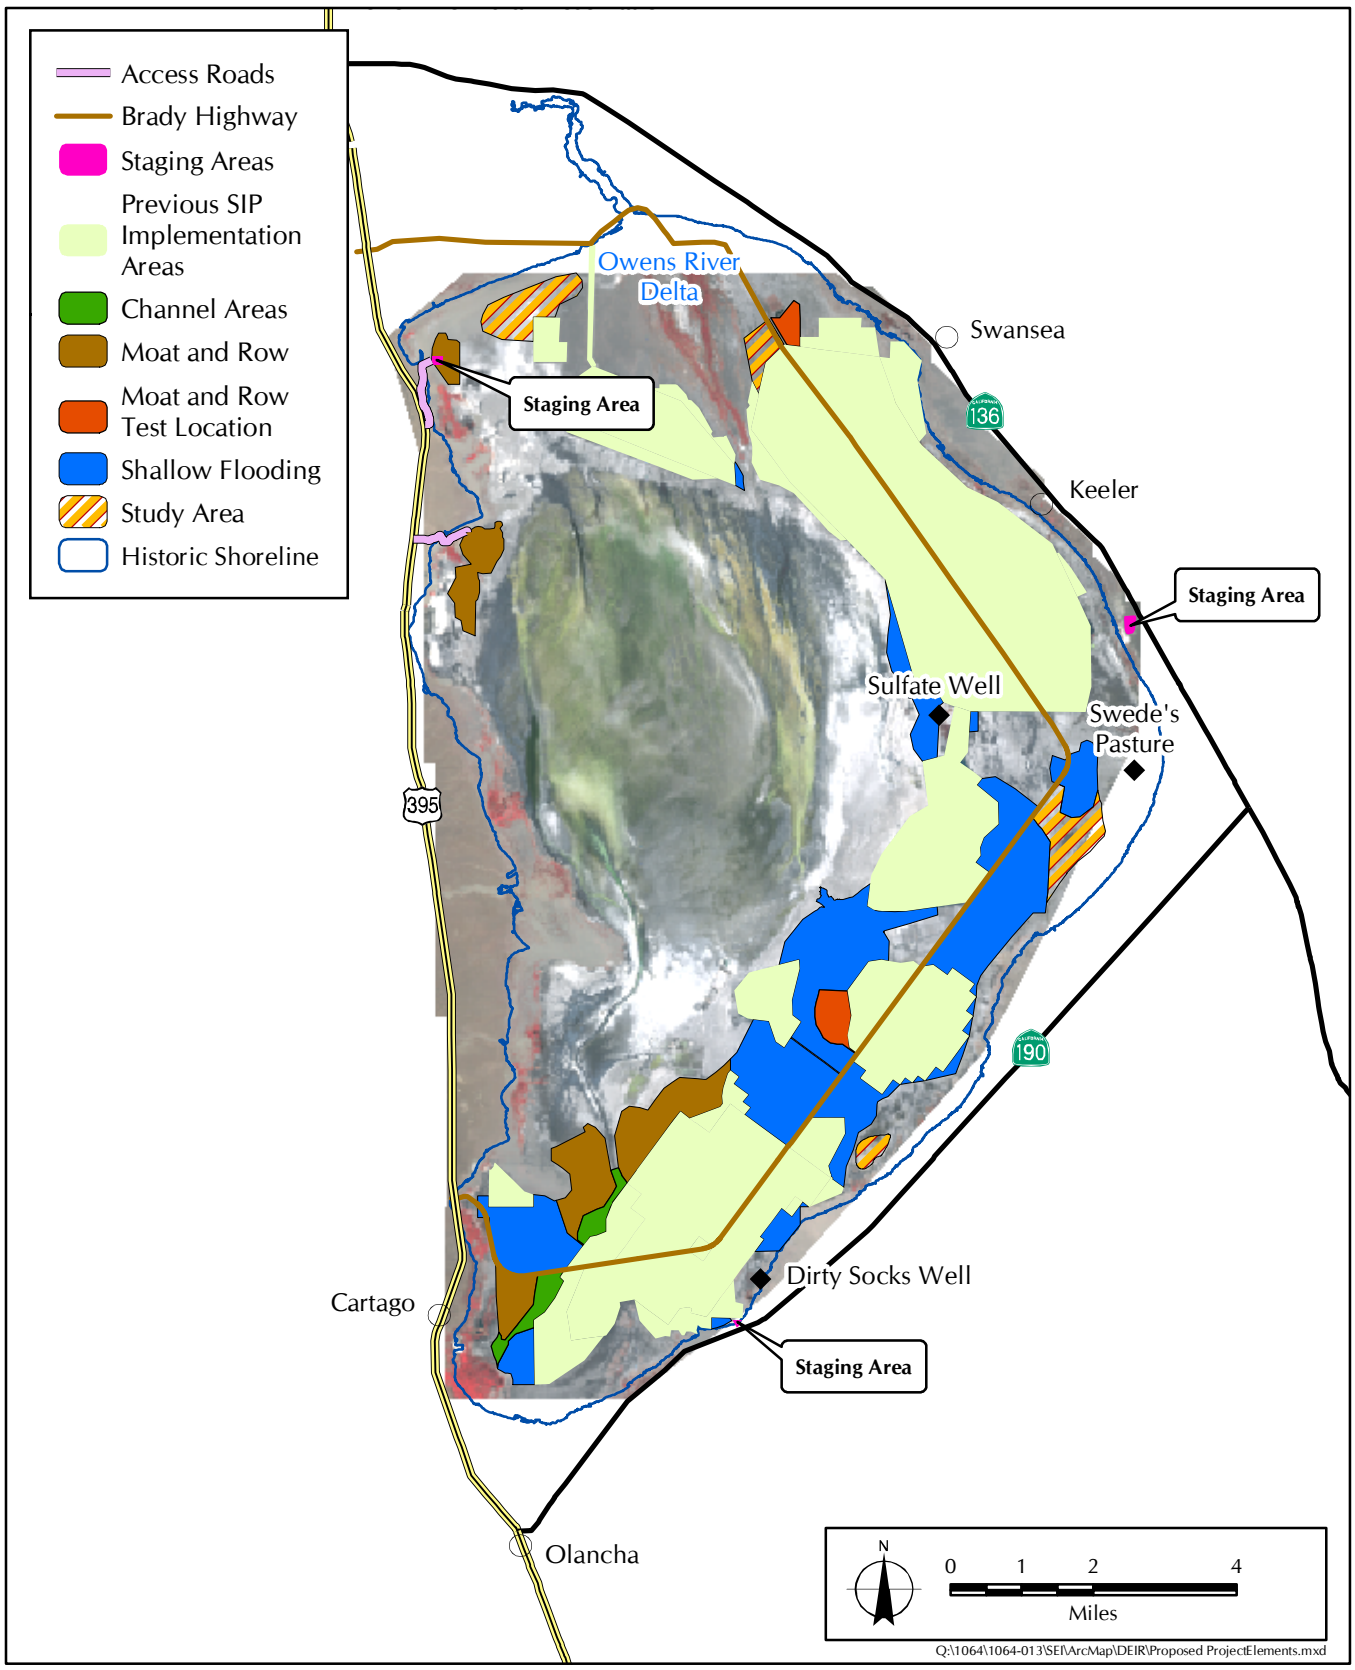 Access Roads
Brady Highway
Staging Areas
Previous SIP
Implementation
Areas
Channel Areas
Moat and Row
Moat and Row
Test Location
Shallow Flooding
Study Area
Historic Shoreline
Owens River
Delta
Swansea
CALIFORNIA
136
Staging Area
Keeler
Staging Area
Sulfate Well
Swede's
Pasture
395
CALIFORNIA
190
Dirty Socks Well
Cartago
Staging Area
Olancha
N
0 1 2 4
Miles
Q:\1064\1064-013\SEI\ArcMap\DEIR\Proposed ProjectElements.mxd